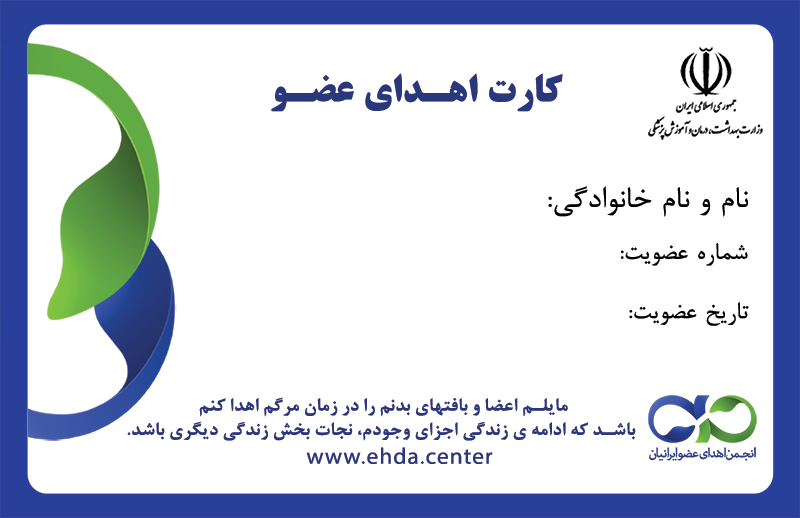 کارت اهـدای عضـو
جمهوری اسلامی ایران
وزارت بهداشت، درمان و آموزش پزشکی
نام و نام خانوادگی:
شماره عضویت:
تاریخ عضویت:
مایلـم اعضا و بافتهای بدنم را در زمان مرگم اهدا کنم
باشـد که ادامه ی زندگی اجزای وجودم، نجات بخش زندگی دیگری باشد.
www.ehda.center
انجمن اهدای عضو ایرانیان